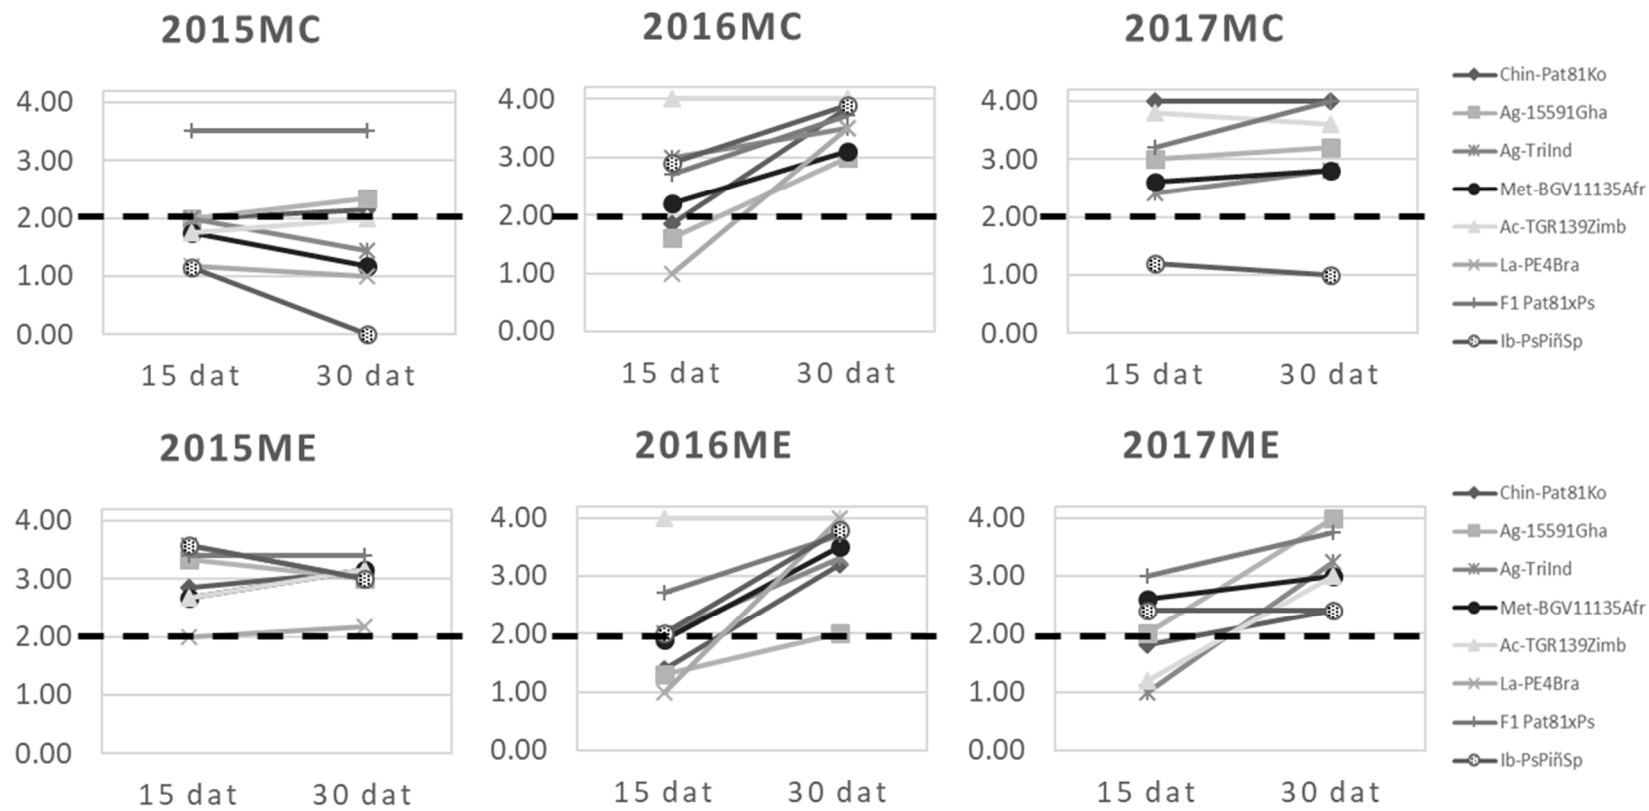 2015MC
4.00
3.00
2.00
1.00
0.00
15 dat 30 dat
2016MC
4.00
3.00
2.00
1.00
0.00
15 dat 30 dat
2017MC
4.00
3.00
2.00
1.00
0.00
15 dat 30 dat
Chin-Pat81Ko
Ag-15591Gha
Ag-TriInd
Met-BGV11135Afr
Ac-TGR139Zimb
La-PE4Bra
F1 Pat81xPs
Ib-PsPiñSp
2015ME
4.00
3.00
2.00
1.00
0.00
15 dat 30 dat
2016ME
4.00
3.00
2.00
1.00
0.00
15 dat 30 dat
2017ME
4.00
3.00
2.00
1.00
0.00
15 dat 30 dat
Chin-Pat81Ko
Ag-15591Gha
Ag-TriInd
Met-BGV11135Afr
Ac-TGR139Zimb
La-PE4Bra
F1 Pat81xPs
Ib-PsPiñSp